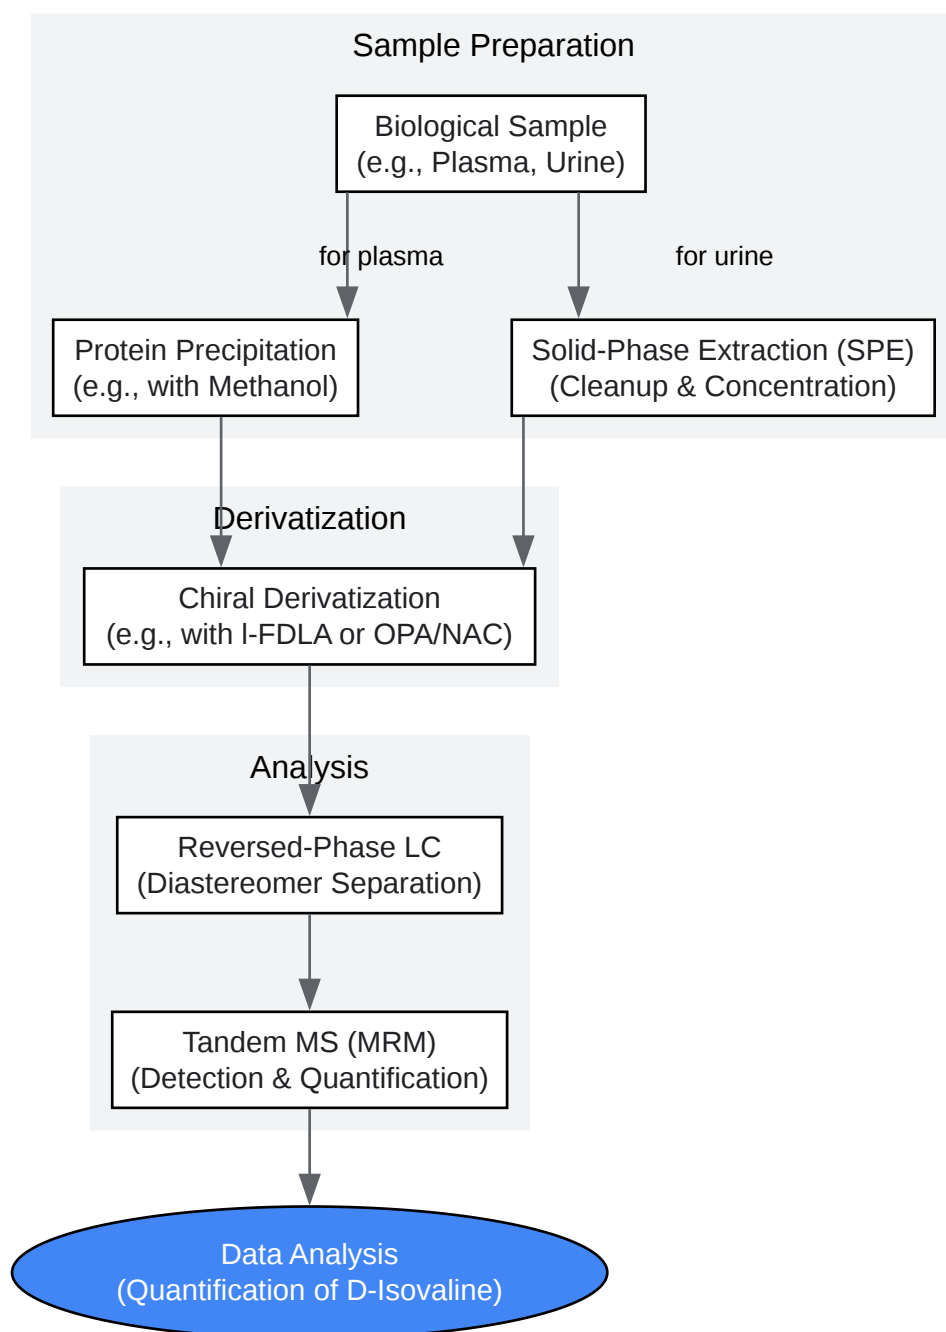 Sample Preparation
Biological Sample
(e.g., Plasma, Urine)
for plasma
for urine
Protein Precipitation
(e.g., with Methanol)
Solid-Phase Extraction (SPE)
(Cleanup & Concentration)
Derivatization
Chiral Derivatization
(e.g., with l-FDLA or OPA/NAC)
Analysis
Reversed-Phase LC
(Diastereomer Separation)
Tandem MS (MRM)
(Detection & Quantification)
Data Analysis
(Quantification of D-Isovaline)